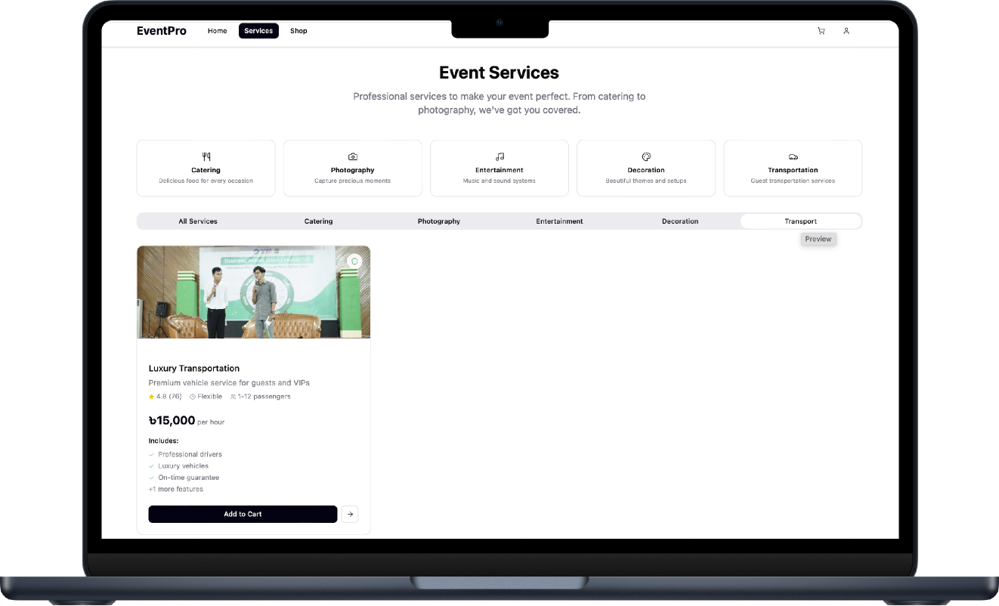 EventPro
Home
Services
Shop
Event Services
Professional services to make your event perfect. From catering to
photography, we've got you covered.
Catering
Delicious food for every occasion
Photography
Capture precious moments
Entertainment
Music and sound systems
Decoration
Beautiful themes and setups
Transportation
Guest transportation services
All Services
Catering
Photography
Entertainment
Decoration
Transport
Preview
Luxury Transportation
Premium vehicle service for guests and VIPs
4.8 (76)
Flexible
1-12 passengers
৳15,000 per hour
Includes:
Professional drivers
Luxury vehicles
On-time guarantee
+1 more features
Add to Cart